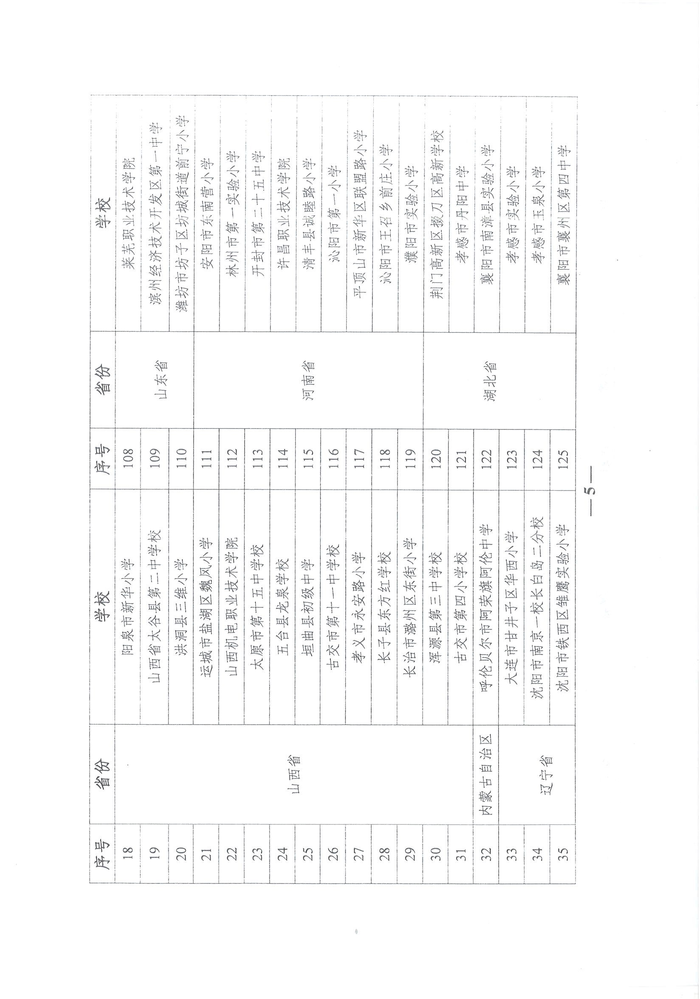 序号 省份 学校 序号 省份 学校
18 山西省 阳泉市新华小学 108 山东省 莱芜职业技术学院
19 山西省太谷县第二中学校 109 滨州经济技术开发区第一中学
20 洪洞县三维小学 110 潍坊市坊子区坊城街道前宁小学
21 运城市盐湖区魏风小学 111 河南省 安阳市东南营小学
22 山西机电职业技术学院 112 林州市第一实验小学
23 太原市第十五中学校 113 开封市第二十五中学
24 五台县龙泉学校 114 许昌职业技术学院
25 垣曲县初级中学 115 清丰县诚睦路小学
26 古交市第十一中学校 116 沁阳市第一小学
27 孝义市永安路小学 117 平顶山市新华区联盟路小学
28 长子县东方红学校 118 沁阳市王召乡前庄小学
29 长治市潞州区东街小学 119 濮阳市实验小学
30 浑源县第三中学校 120 湖北省 荆门高新区掇刀区高新学校
31 古交市第四小学校 121 孝感市丹阳中学
32 内蒙古自治区 呼伦贝尔市阿荣旗阿伦中学 122 襄阳市南漳县实验小学
33 辽宁省 大连市甘井子区华西小学 123 孝感市实验小学
34 沈阳市南京一校长白岛二分校 124 孝感市玉泉小学
35 沈阳市铁西区雏鹰实验小学 125 襄阳市襄州区第四中学
—5—